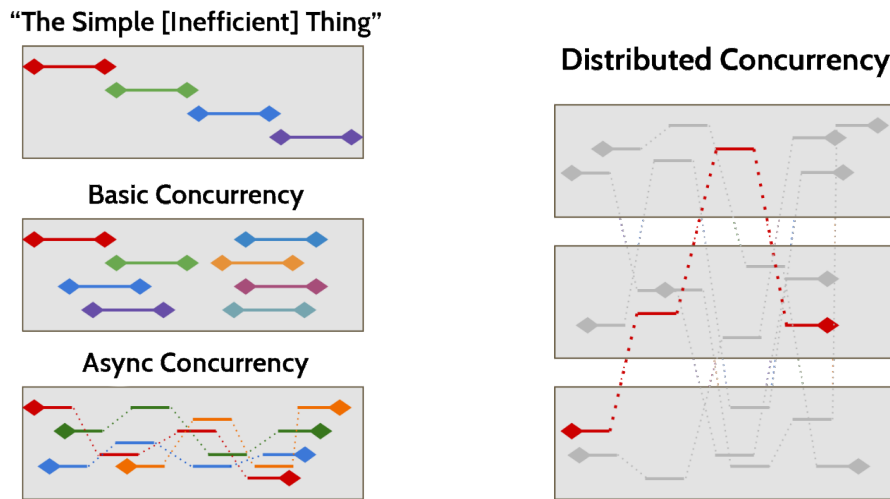 “The Simple [Inefficient] Thing”
Basic Concurrency
Async Concurrency
Distributed Concurrency